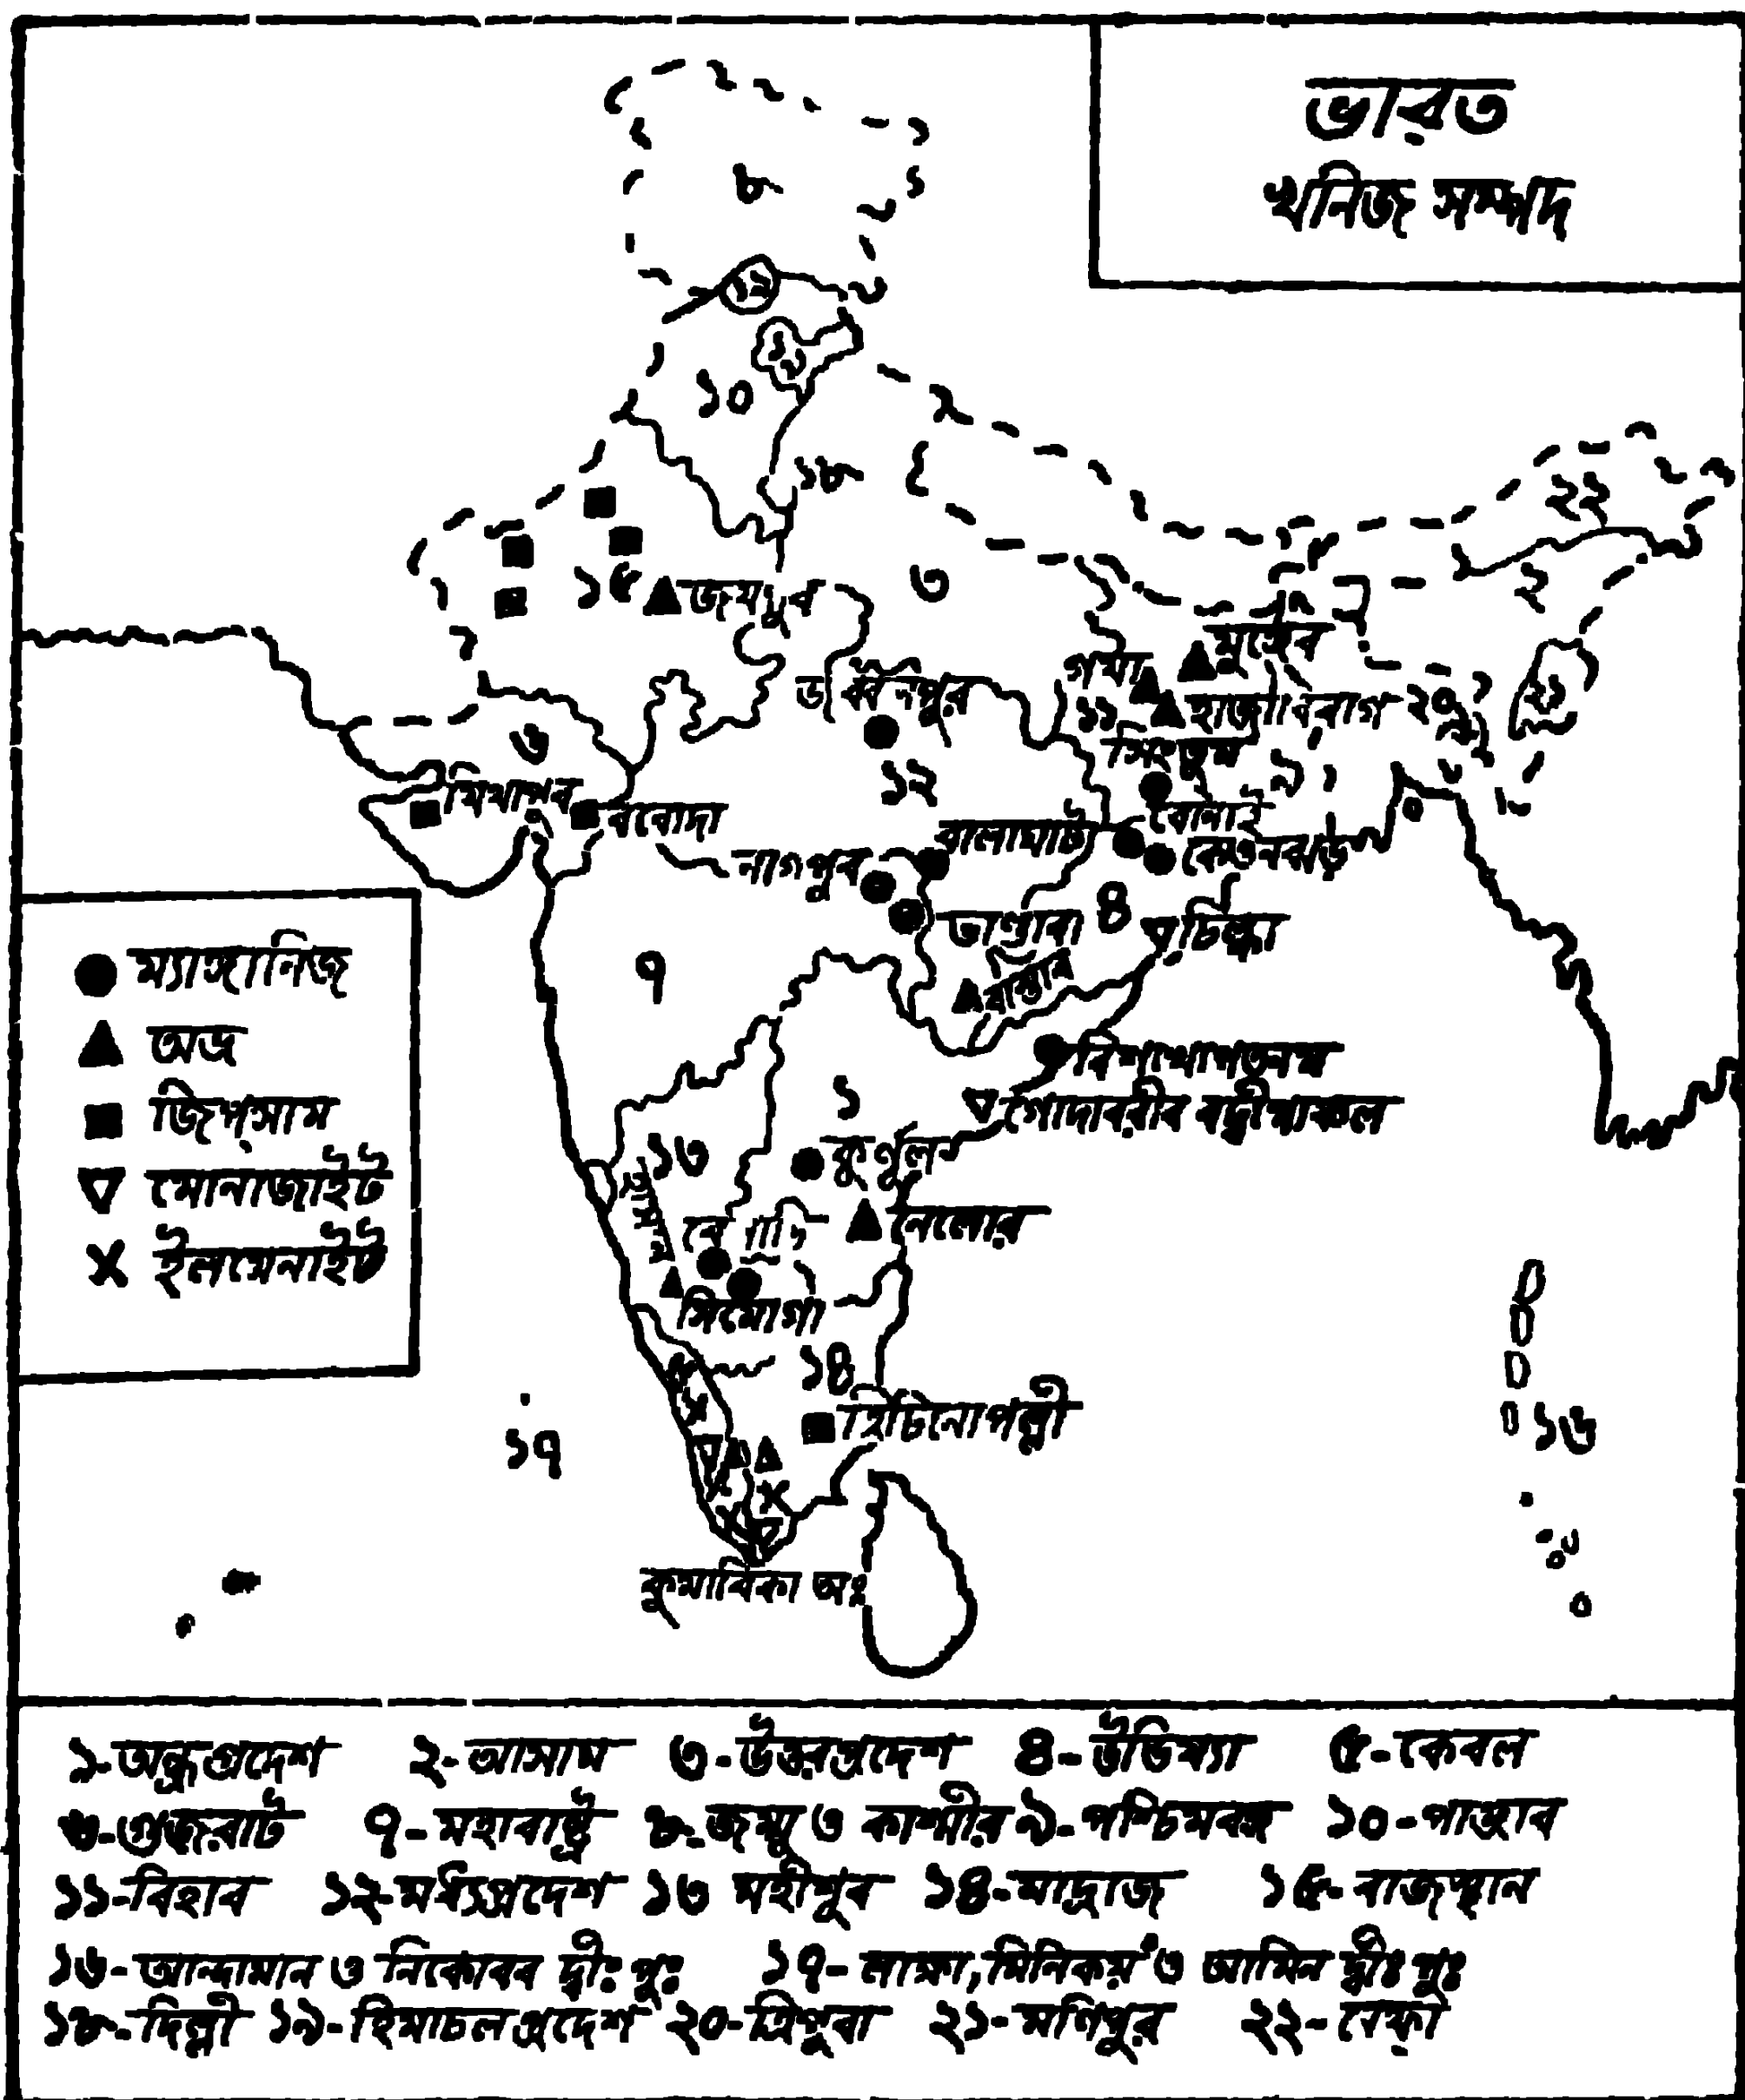 ভারত
খনিজ সম্পদ
৮
১৯
১৯
১০
১৮
২২
১৫
জয়পুর
৩
২
মুঙ্গের
গয়া
১১
হাজারিবাগ
২০
২১
সিংভূম
৯
৬
মিথাপুর
বরোদা
১২
বোনাই
কেওনঝড়
বালাঘাট
নাগপুর
ভাণ্ডারা
৪
চিল্কা
৭
বিশাখাপত্তনম
গোদাবরীর বদ্বীপাঞ্চল
১
১৩
কুর্ণুল
নেলোর
সিমোগা
১৪
ত্রিচিনোপল্লী
১৭
১৬
কুমারিকা অঃ
ম্যাঙ্গানিজ
অভ্র
জিপ্সাম
মোনাজাইট
ইলমেনাইট
১-অন্ধ্রপ্রদেশ ২-আসাম ৩-উত্তরপ্রদেশ ৪-উড়িষ্যা ৫-কেরল
৬-গুজরাট ৭-মহারাষ্ট্র ৮-জম্মু ও কাশ্মীর ৯-পশ্চিমবঙ্গ ১০-পাঞ্জাব
১১-বিহার ১২-মধ্যপ্রদেশ ১৩ মহীশূর ১৪-মাদ্রাজ ১৫-রাজস্থান
১৬-আন্দামান ও নিকোবর দ্বীঃ পুঃ ১৭- লাক্ষা, মিনিকয় ও আমিন দ্বীঃ পুঃ
১৮-দিল্লী ১৯-হিমাচল প্রদেশ ২০-ত্রিপুরা ২১-মণিপুর ২২-নেফা